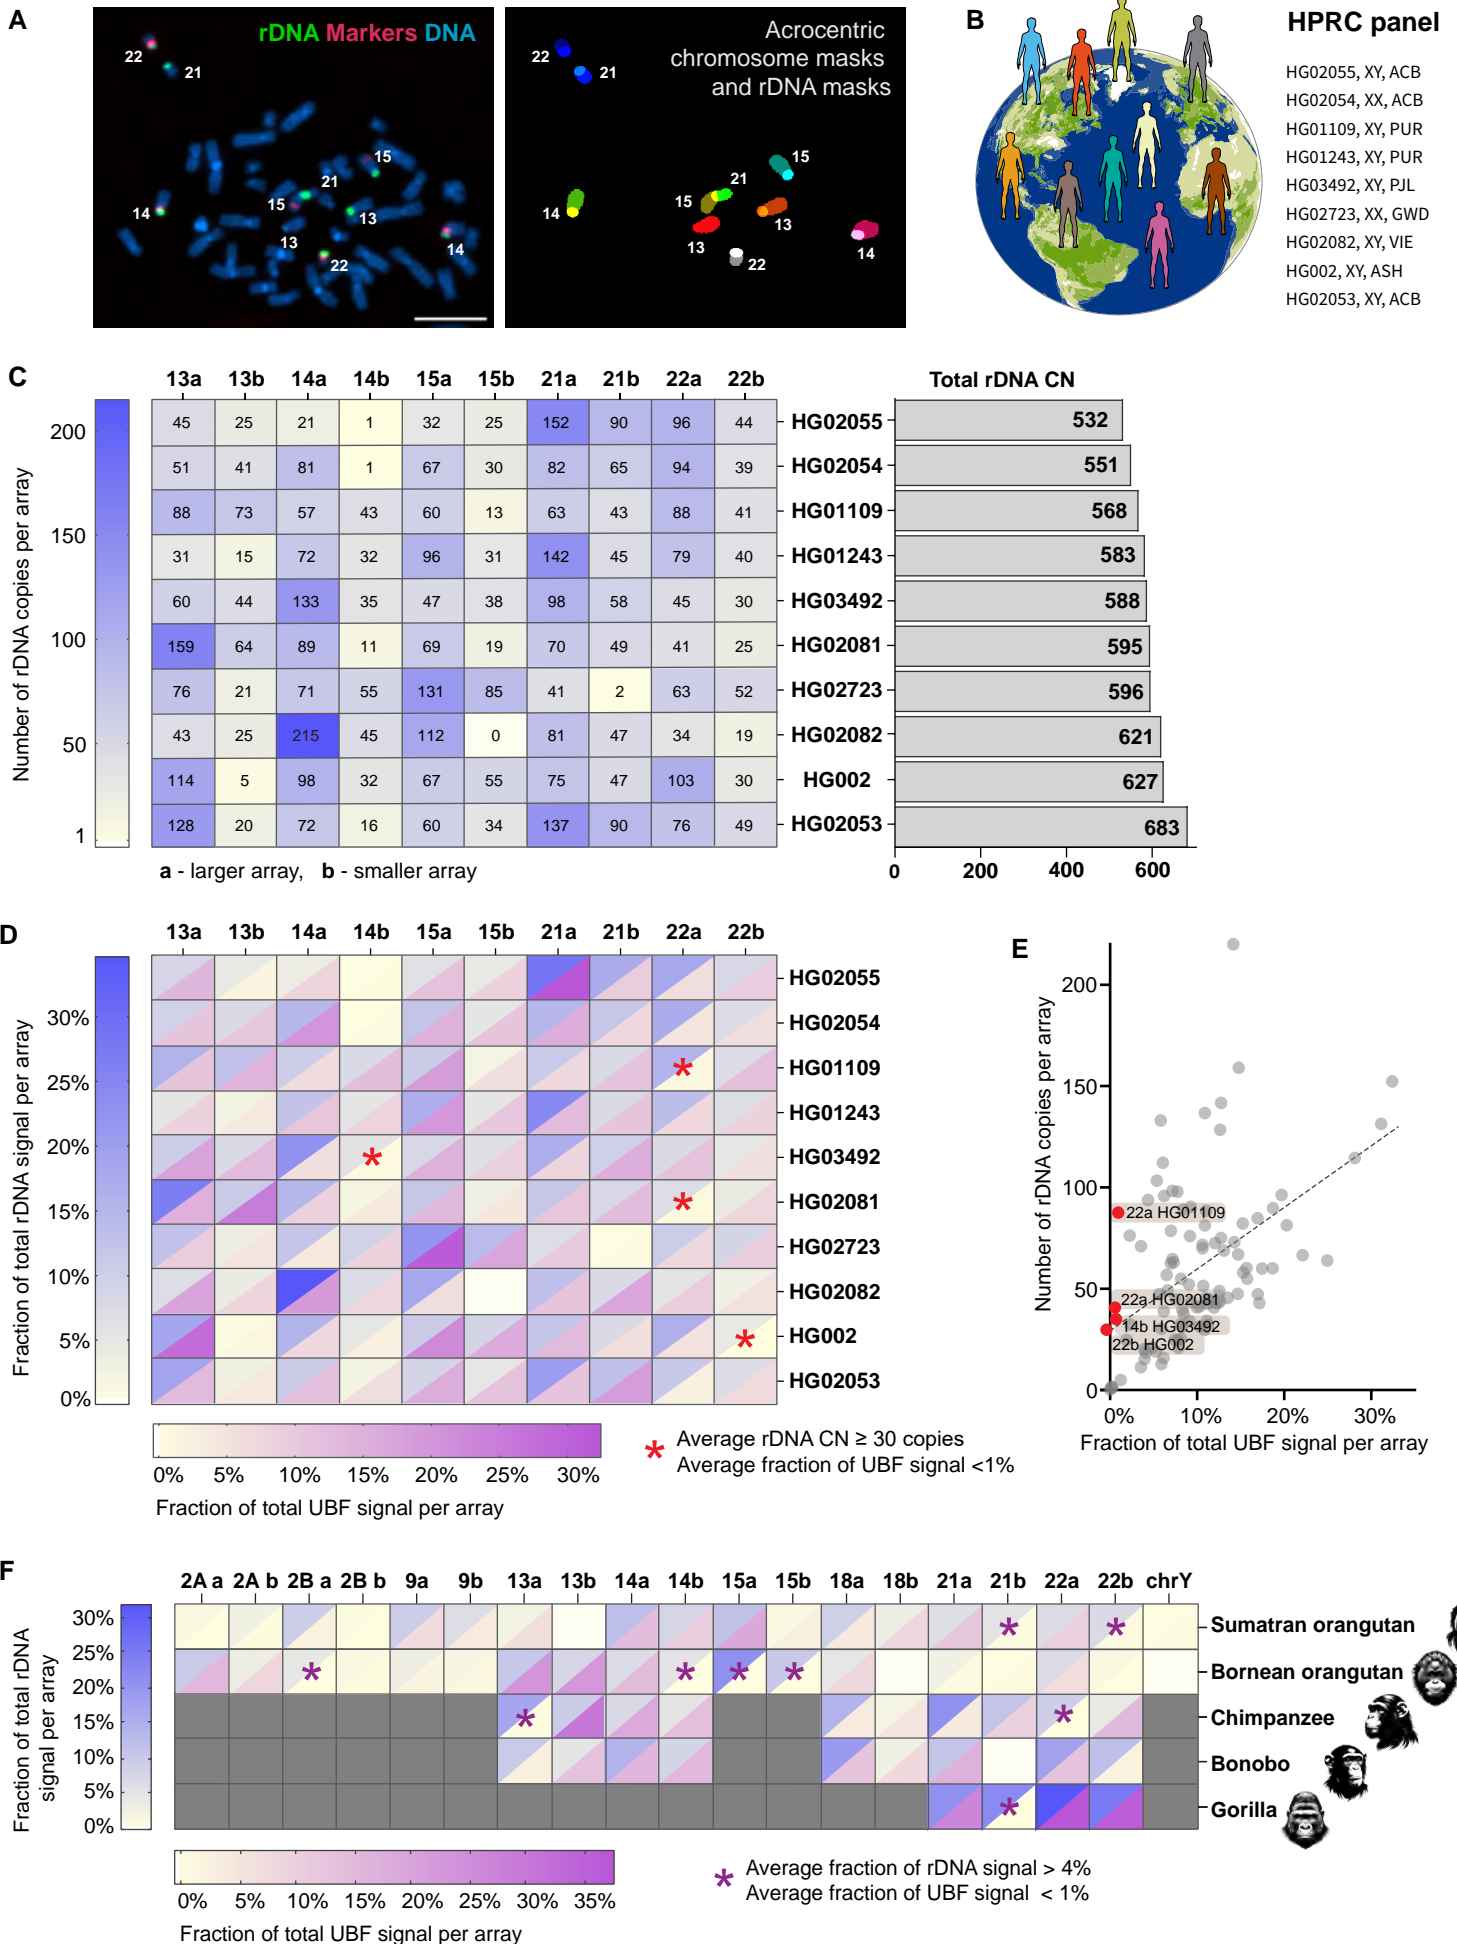 A
rDNA Markers DNA
22
21
15
21
15
14
13
13
14
22
Acrocentric
chromosome masks
and rDNA masks
22
21
15
21
15
14
13
13
14
22
B
HPRC panel
HG02055, XY, ACB
HG02054, XX, ACB
HG01109, XY, PUR
HG01243, XY, PUR
HG03492, XY, PJL
HG02723, XX, GWD
HG02082, XY, VIE
HG002, XY, ASH
HG02053, XY, ACB
C
13a 13b 14a 14b 15a 15b 21a 21b 22a 22b
Total rDNA CN
Number of rDNA copies per array
200
150
100
50
1
45 25 21 1 32 25 152 90 96 44 HG02055 532
51 41 81 1 67 30 82 65 94 39 HG02054 551
88 73 57 43 60 13 63 43 88 41 HG01109 568
31 15 72 32 96 31 142 45 79 40 HG01243 583
60 44 133 35 47 38 98 58 45 30 HG03492 588
159 64 89 11 69 19 70 49 41 25 HG02081 595
76 21 71 55 131 85 41 2 63 52 HG02723 596
43 25 215 45 112 0 81 47 34 19 HG02082 621
114 5 98 32 67 55 75 47 103 30 HG002 627
128 20 72 16 60 34 137 90 76 49 HG02053 683
0 200 400 600
a - larger array, b - smaller array
D
13a 13b 14a 14b 15a 15b 21a 21b 22a 22b
Fraction of total rDNA signal per array
30%
25%
20%
15%
10%
5%
0%
HG02055
HG02054
HG01109
HG01243
HG03492
HG02081
HG02723
HG02082
HG002
HG02053
*
*
*
*
0% 5% 10% 15% 20% 25% 30%
Fraction of total UBF signal per array
* Average rDNA CN ≥ 30 copies
Average fraction of UBF signal <1%
E
Number of rDNA copies per array
200
150
100
50
0
22a HG01109
22a HG02081
14b HG03492
22b HG002
0% 10% 20% 30%
Fraction of total UBF signal per array
F
2A a 2A b 2B a 2B b 9a 9b 13a 13b 14a 14b 15a 15b 18a 18b 21a 21b 22a 22b chrY
Fraction of total rDNA
signal per array
30%
25%
20%
15%
10%
5%
0%
* * Sumatran orangutan
* * * * Bornean orangutan
* * Chimpanzee
Bonobo
* Gorilla
0% 5% 10% 15% 20% 25% 30% 35%
Fraction of total UBF signal per array
* Average fraction of rDNA signal > 4%
Average fraction of UBF signal < 1%